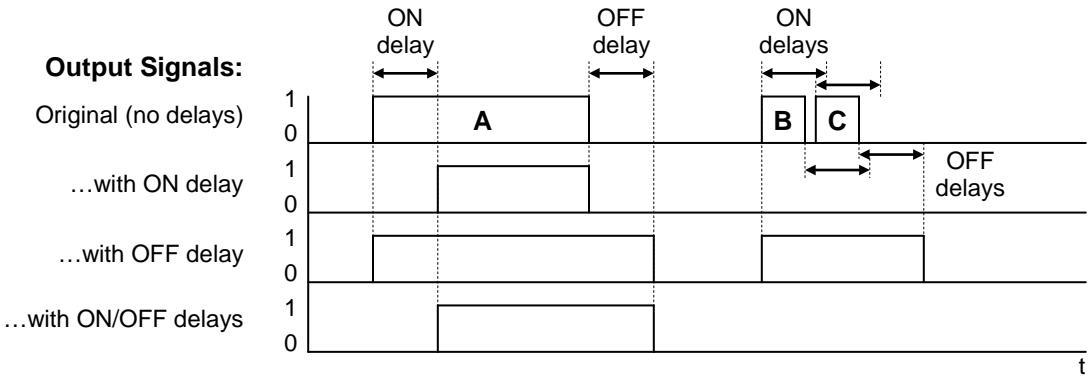 ON
delay
OFF
delay
ON
delays
Output Signals:
Original (no delays)
1
0
A
B
C
…with ON delay
1
0
OFF
delays
…with OFF delay
1
0
…with ON/OFF delays
1
0
t